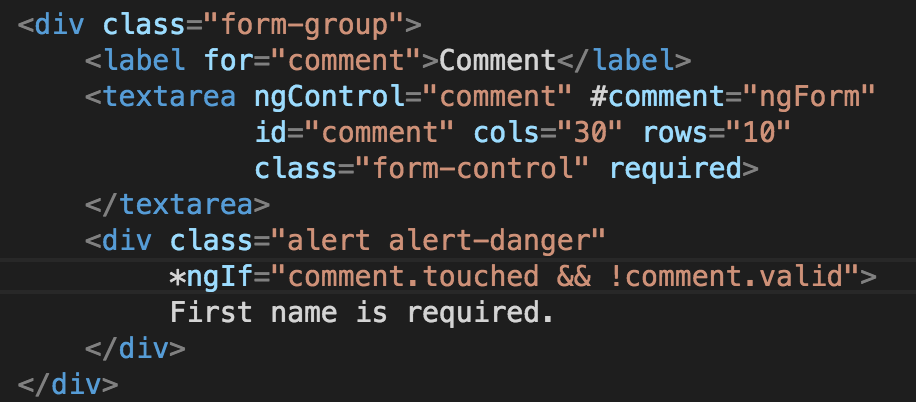 <div class="form-group">
    <label for="comment">Comment</label>
    <textarea ngControl="comment" #comment="ngForm"
              id="comment" cols="30" rows="10"
              class="form-control" required>
    </textarea>
    <div class="alert alert-danger"
         *ngIf="comment.touched && !comment.valid">
         First name is required.
    </div>
</div>